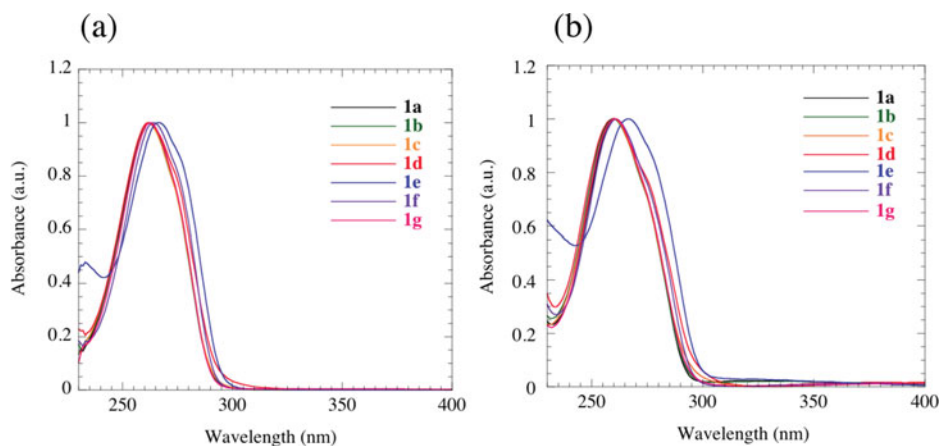 (a)
1.2
1
0.8
0.6
0.4
0.2
0
Absorbance (a.u.)
1a
1b
1c
1d
1e
1f
1g
250
300
350
400
Wavelength (nm)
(b)
1.2
1
0.8
0.6
0.4
0.2
0
Absorbance (a.u.)
1a
1b
1c
1d
1e
1f
1g
250
300
350
400
Wavelength (nm)